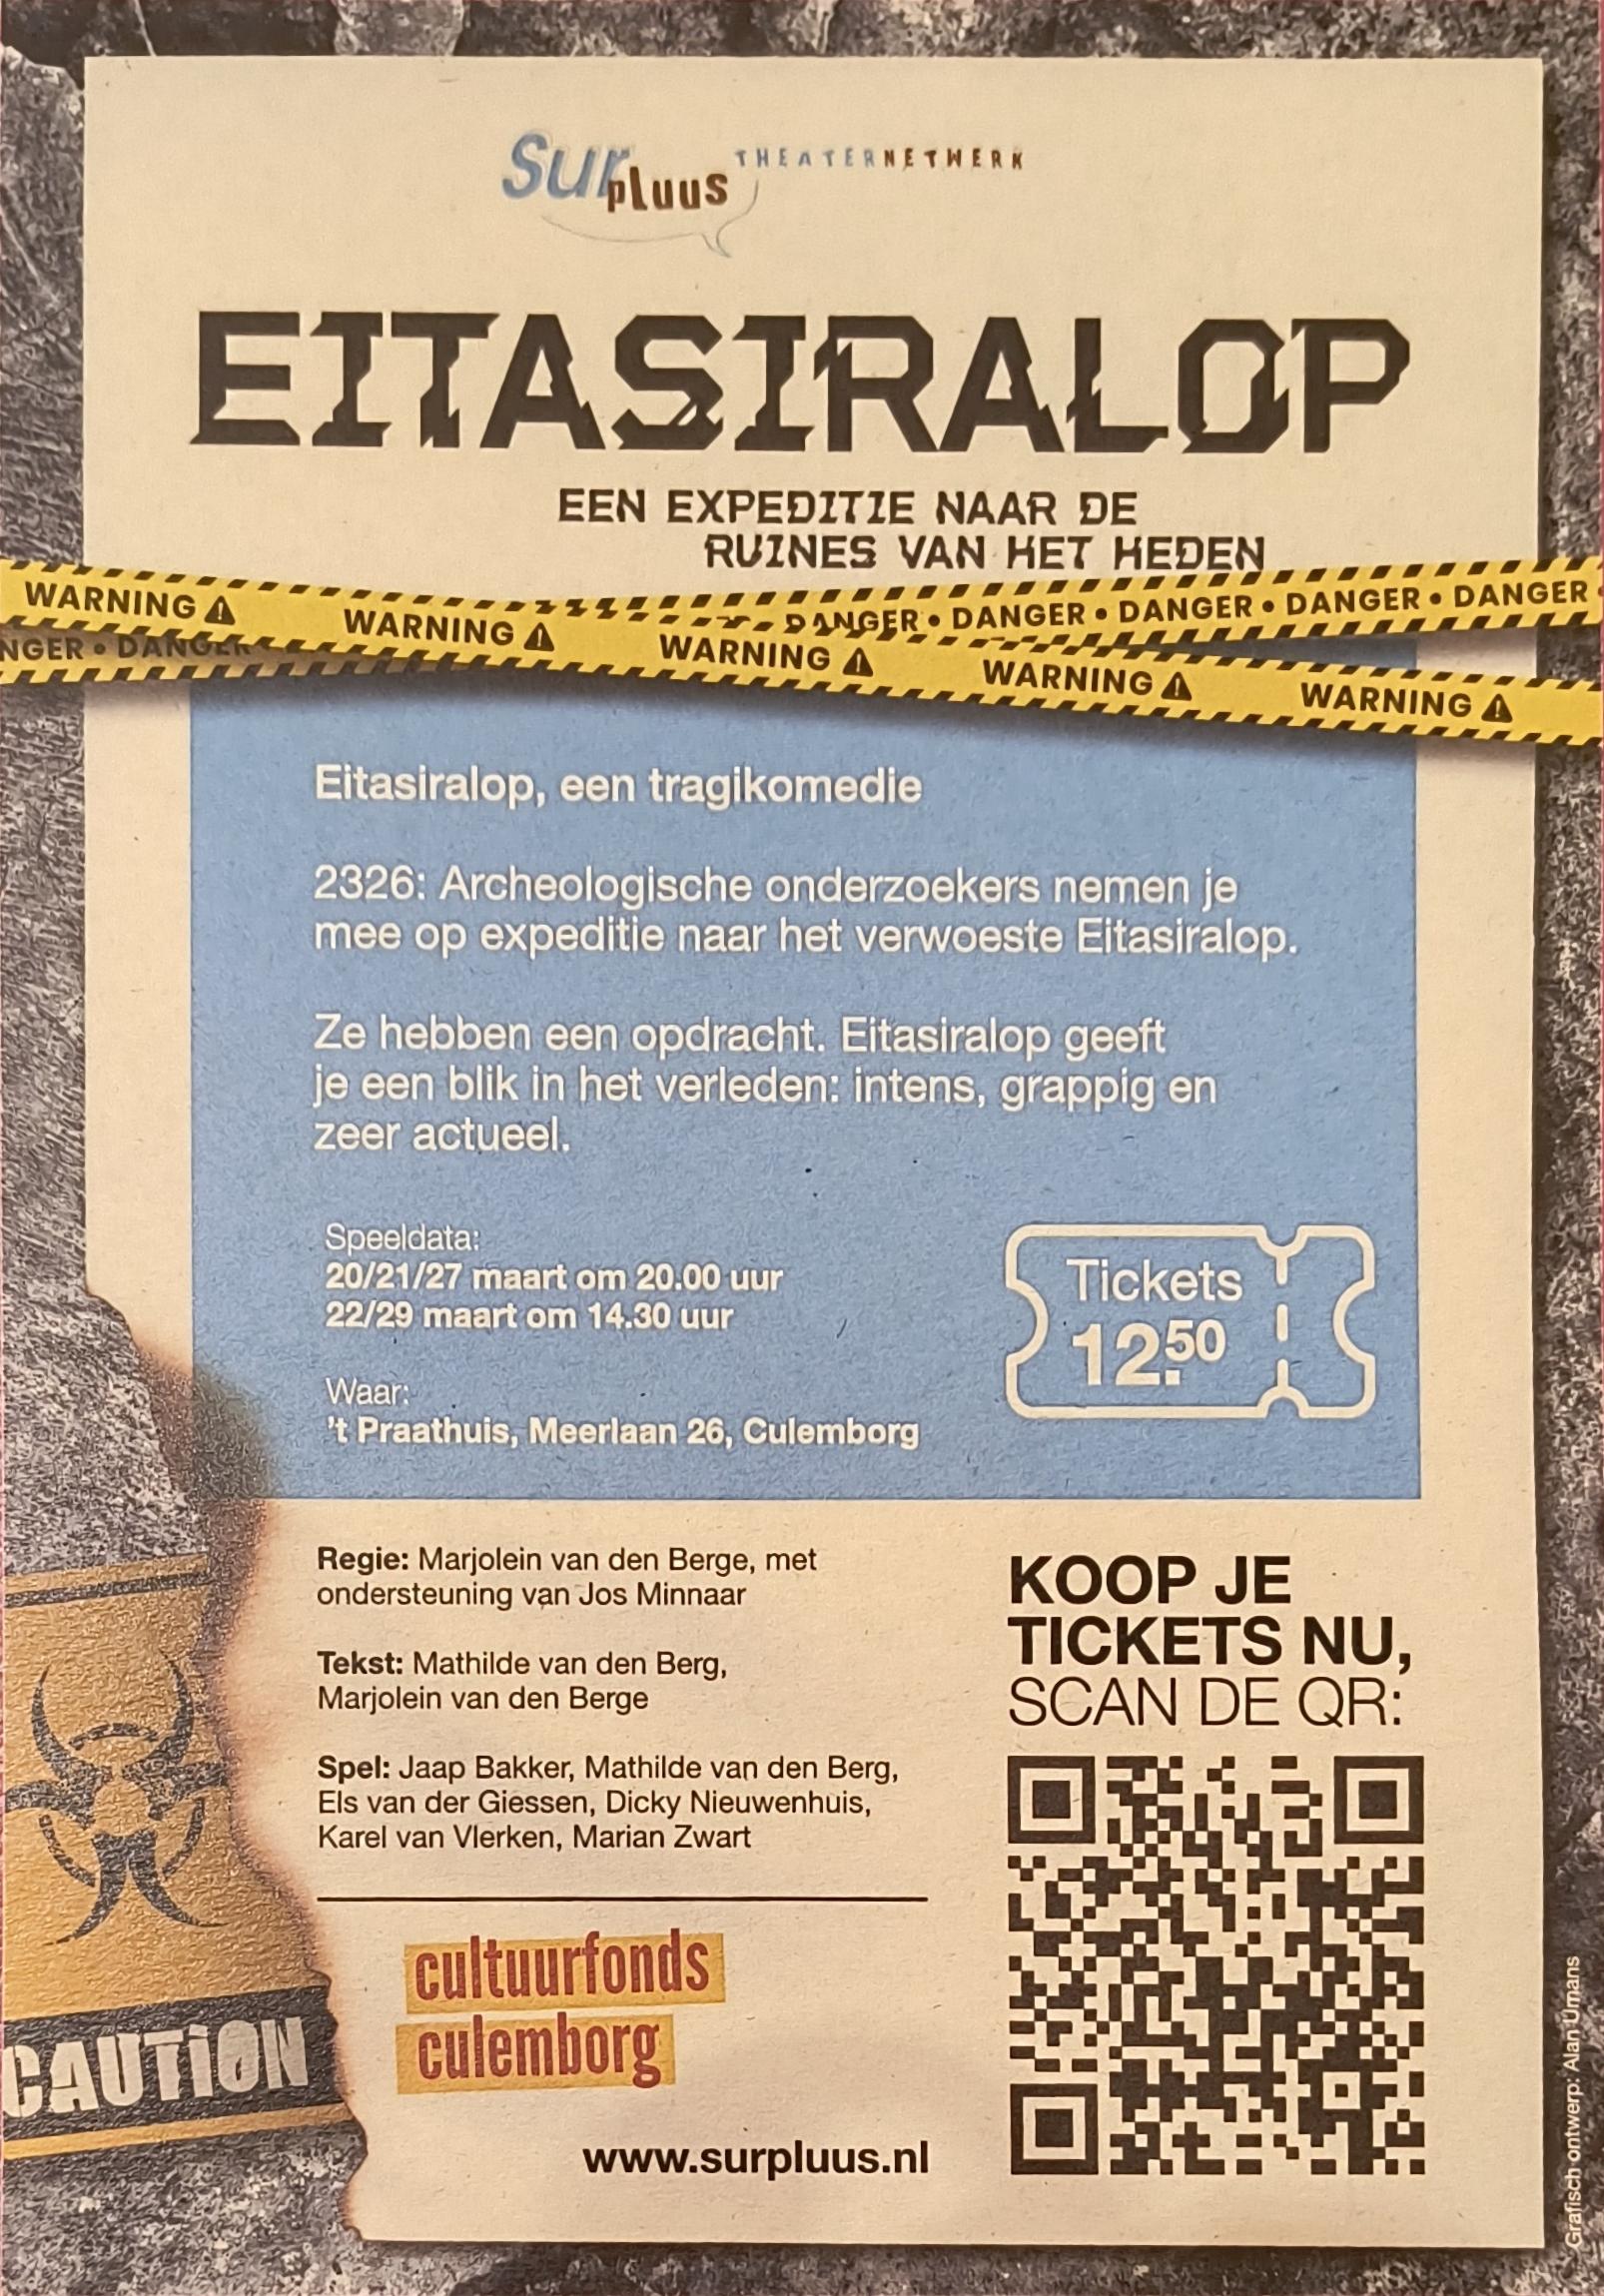 Surpluus THEATERNETWERK
EITASIRALOP
EEN EXPEDITIE NAAR DE
RUINES VAN HET HEDEN
DANGER • DANGER • DANGER • DANGER • DANGER
WARNING WARNING WARNING WARNING WARNING
NGER • DANGER
Eitasiralop, een tragikomedie
2326: Archeologische onderzoekers nemen je
mee op expeditie naar het verwoeste Eitasiralop.
Ze hebben een opdracht. Eitasiralop geeft
je een blik in het verleden: intens, grappig en
zeer actueel.
Speeldata:
20/21/27 maart om 20.00 uur
22/29 maart om 14.30 uur
Waar:
't Praathuis, Meerlaan 26, Culemborg
Tickets
12.50
Regie: Marjolein van den Berge, met
ondersteuning van Jos Minnaar
Tekst: Mathilde van den Berg,
Marjolein van den Berge
Spel: Jaap Bakker, Mathilde van den Berg,
Els van der Giessen, Dicky Nieuwenhuis,
Karel van Vlerken, Marian Zwart
KOOP JE
TICKETS NU,
SCAN DE QR:
CAUTION
cultuurfonds
culemborg
www.surpluus.nl
Grafisch ontwerp: Alan Umans